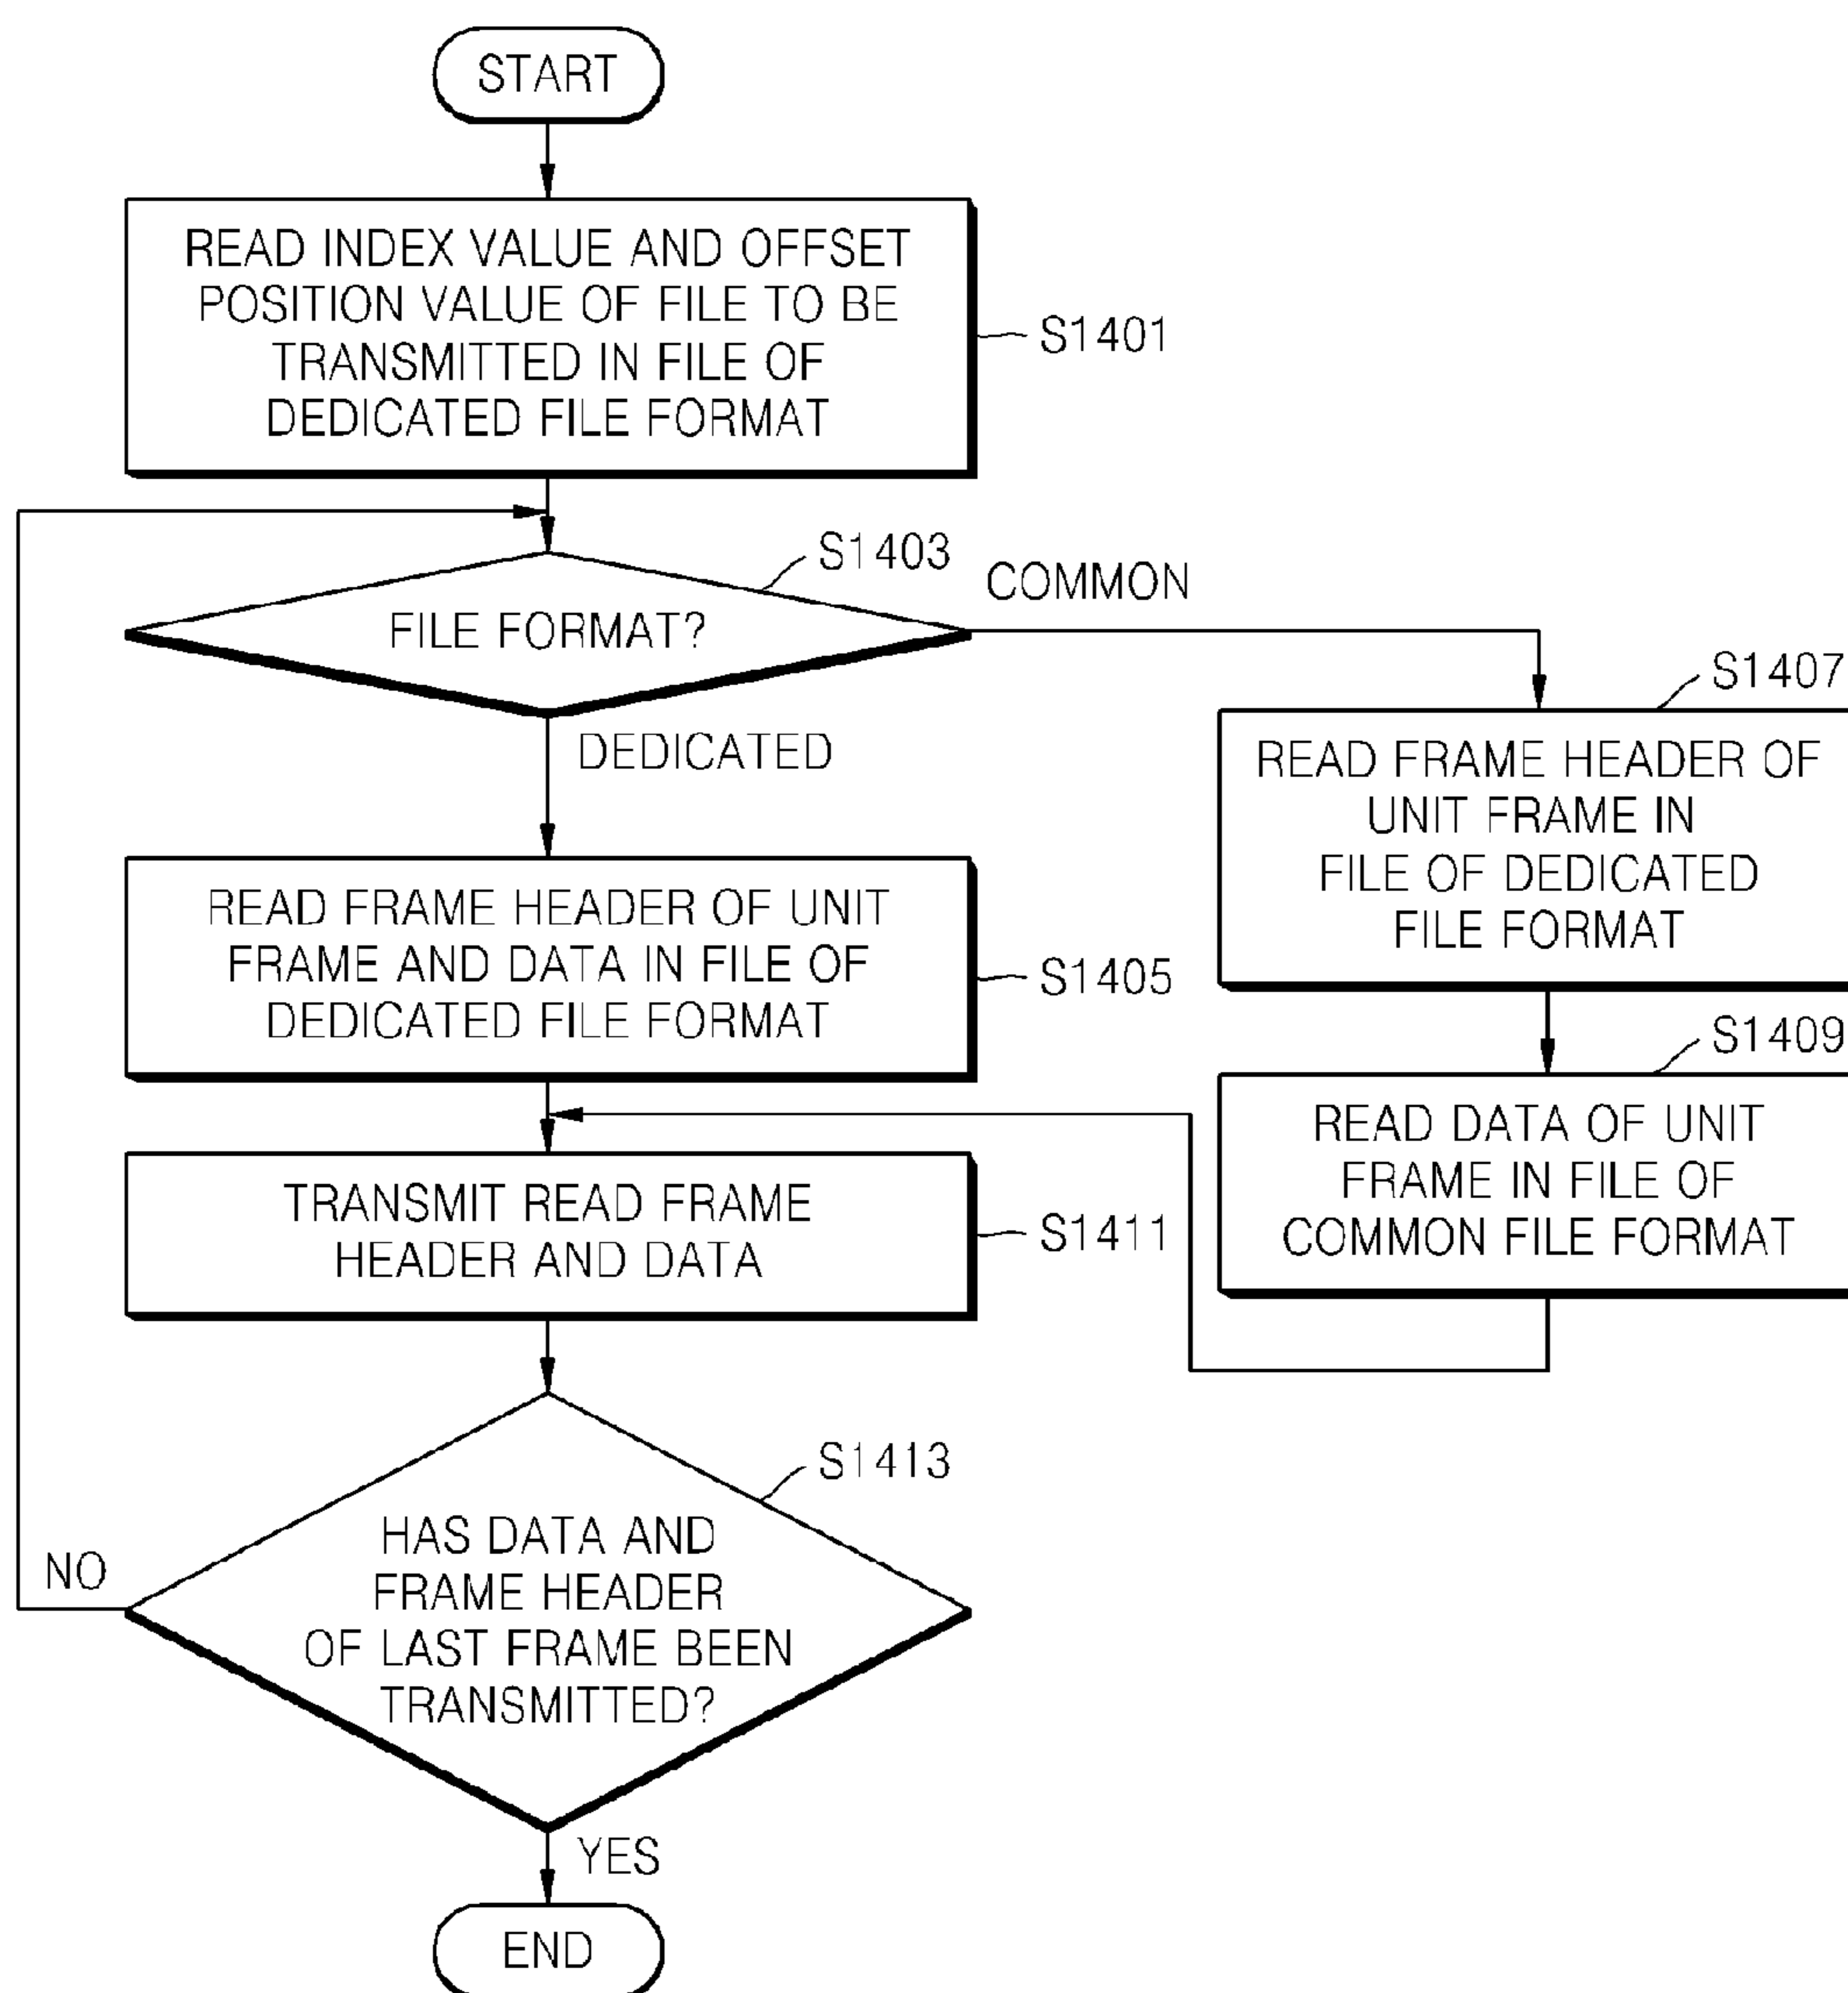 START
READ INDEX VALUE AND OFFSET
POSITION VALUE OF FILE TO BE
TRANSMITTED IN FILE OF
DEDICATED FILE FORMAT
S1401
S1403
FILE FORMAT?
COMMON
DEDICATED
S1407
READ FRAME HEADER OF
UNIT FRAME IN
FILE OF DEDICATED
FILE FORMAT
READ FRAME HEADER OF UNIT
FRAME AND DATA IN FILE OF
DEDICATED FILE FORMAT
S1405
S1409
READ DATA OF UNIT
FRAME IN FILE OF
COMMON FILE FORMAT
TRANSMIT READ FRAME
HEADER AND DATA
S1411
S1413
HAS DATA AND
FRAME HEADER
OF LAST FRAME BEEN
TRANSMITTED?
NO
YES
END